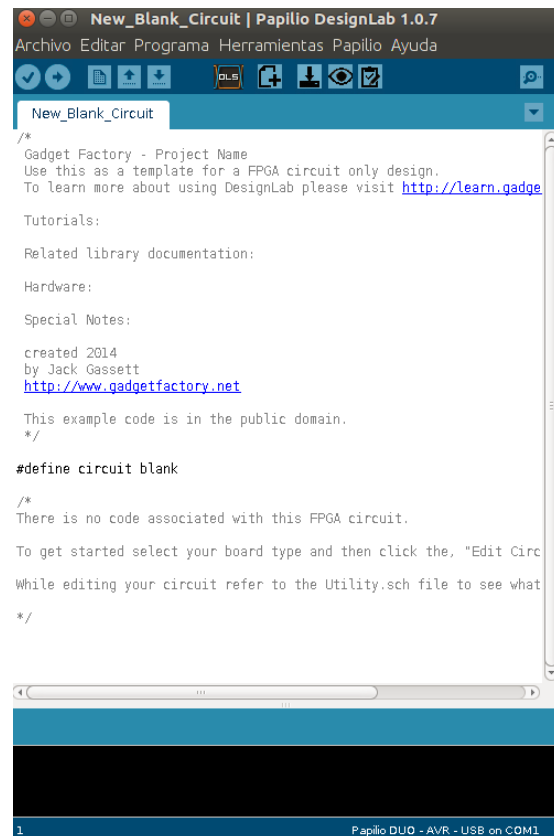 New_Blank_Circuit | Papilio DesignLab 1.0.7
Archivo Editar Programa Herramientas Papilio Ayuda
OLS
New_Blank_Circuit
/*
Gadget Factory - Project Name
Use this as a template for a FPGA circuit only design.
To learn more about using DesignLab please visit http://learn.gadge
Tutorials:
Related library documentation:
Hardware:
Special Notes:
created 2014
by Jack Gassett
http://www.gadgetfactory.net
This example code is in the public domain.
*/
#define circuit blank
/*
There is no code associated with this FPGA circuit.
To get started select your board type and then click the, "Edit Circ
While editing your circuit refer to the Utility.sch file to see what
*/
1
Papilio DUO - AVR - USB on COM1